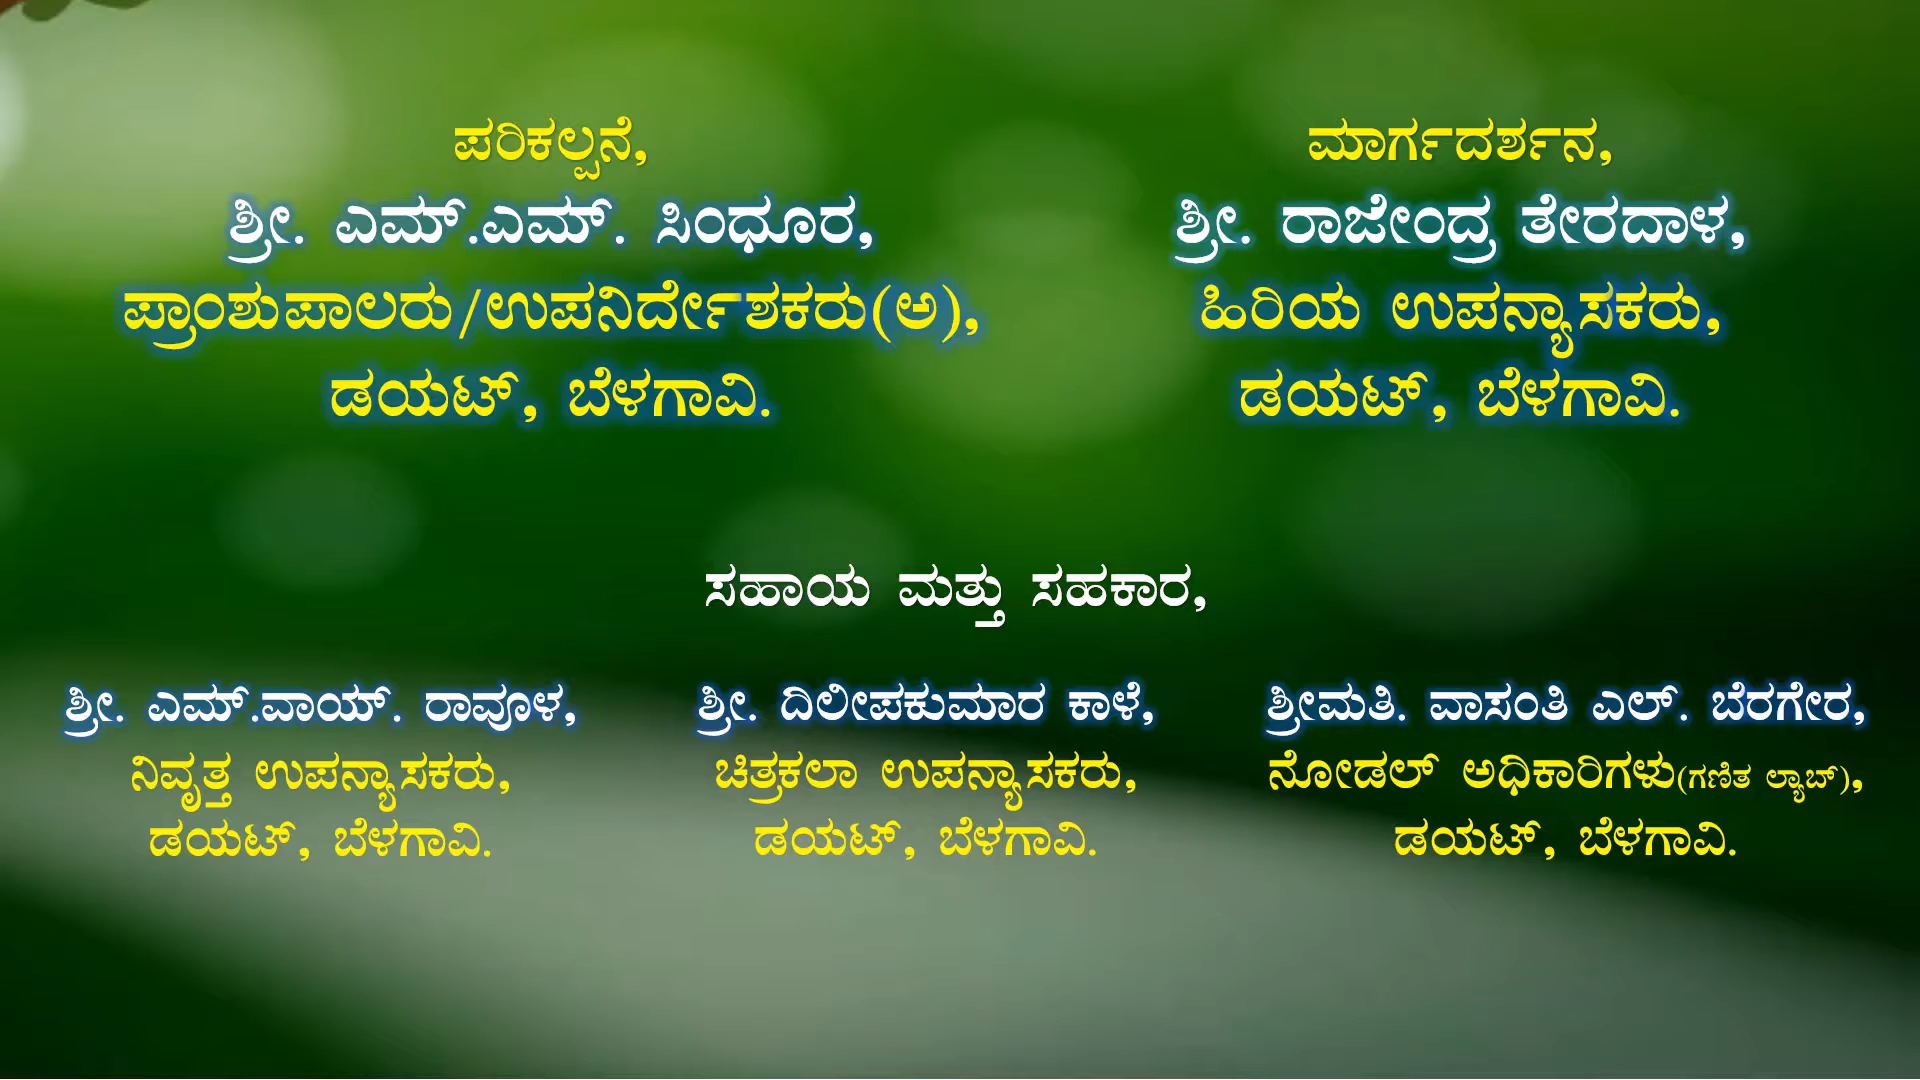 ಪರಿಕಲ್ಪನೆ,
ಶ್ರೀ. ಎಮ್.ಎಮ್. ಸಿಂಧೂರ,
ಪ್ರಾಂಶುಪಾಲರು/ಉಪನಿರ್ದೇಶಕರು(ಅ),
ಡಯಟ್, ಬೆಳಗಾವಿ.
ಮಾರ್ಗದರ್ಶನ,
ಶ್ರೀ. ರಾಜೇಂದ್ರ ತೇರದಾಳ,
ಹಿರಿಯ ಉಪನ್ಯಾಸಕರು,
ಡಯಟ್, ಬೆಳಗಾವಿ.
ಸಹಾಯ ಮತ್ತು ಸಹಕಾರ,
ಶ್ರೀ. ಎಮ್.ವಾಯ್. ರಾವೂಳ,
ನಿವೃತ್ತ ಉಪನ್ಯಾಸಕರು,
ಡಯಟ್, ಬೆಳಗಾವಿ.
ಶ್ರೀ. ದಿಲೀಪಕುಮಾರ ಕಾಳೆ,
ಚಿತ್ರಕಲಾ ಉಪನ್ಯಾಸಕರು,
ಡಯಟ್, ಬೆಳಗಾವಿ.
ಶ್ರೀಮತಿ. ವಾಸಂತಿ ಎಲ್. ಬೆರಗೇರ,
ನೋಡಲ್ ಅಧಿಕಾರಿಗಳು(ಗಣಿತ ಲ್ಯಾಬ್),
ಡಯಟ್, ಬೆಳಗಾವಿ.